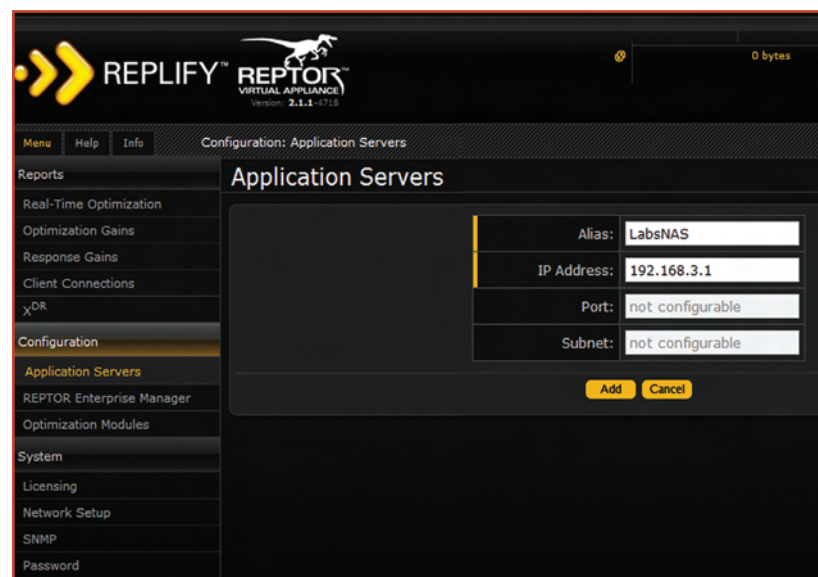 REPLIFY™
REPTOR™
VIRTUAL APPLIANCE
Version: 2.1.1-4718
0 bytes
Menu Help Info Configuration: Application Servers
Reports
Real-Time Optimization
Optimization Gains
Response Gains
Client Connections
XDR
Configuration
Application Servers
REPTOR Enterprise Manager
Optimization Modules
System
Licensing
Network Setup
SNMP
Password
Application Servers
Alias: LabsNAS
IP Address: 192.168.3.1
Port: not configurable
Subnet: not configurable
Add Cancel